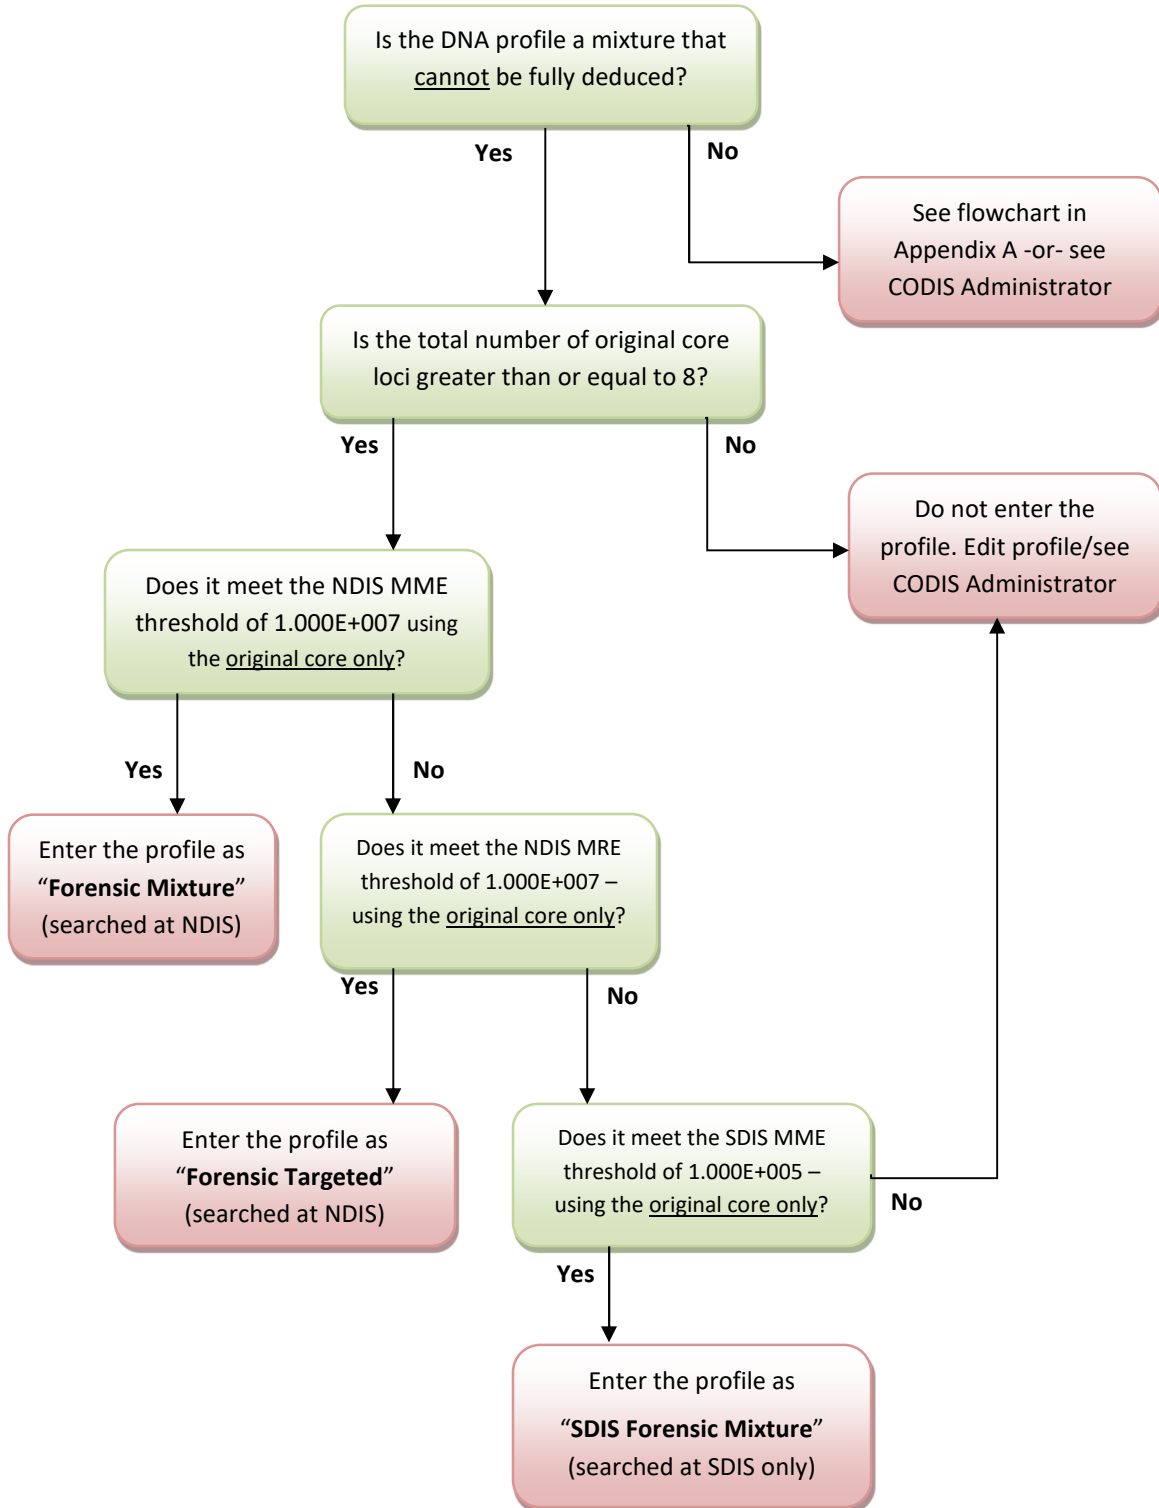 Is the DNA profile a mixture that
cannot be fully deduced?
Yes
No
See flowchart in
Appendix A -or- see
CODIS Administrator
Is the total number of original core
loci greater than or equal to 8?
Yes
No
Do not enter the
profile. Edit profile/see
CODIS Administrator
Does it meet the NDIS MME
threshold of 1.000E+007 using
the original core only?
Yes
No
Enter the profile as
“Forensic Mixture”
(searched at NDIS)
Does it meet the NDIS MRE
threshold of 1.000E+007 –
using the original core only?
Yes
No
Enter the profile as
“Forensic Targeted”
(searched at NDIS)
Does it meet the SDIS MME
threshold of 1.000E+005 –
using the original core only?
No
Yes
Enter the profile as
“SDIS Forensic Mixture”
(searched at SDIS only)